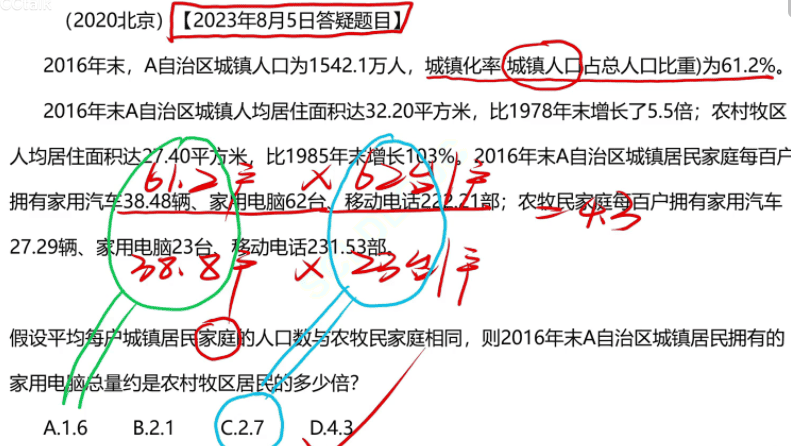 （2020北京）【2023年8月5日答疑题目】
2016年末，A自治区城镇人口为1542.1万人，城镇化率(城镇人口占总人口比重)为61.2%。
2016年末A自治区城镇人均居住面积达32.20平方米，比1978年末增长了5.5倍；农村牧区
人均居住面积达27.40平方米，比1985年末增长103%。2016年末A自治区城镇居民家庭每百户
61.2户 × 62台/户
拥有家用汽车38.48辆、家用电脑62台、移动电话222.21部；农牧民家庭每百户拥有家用汽车
=4.3
27.29辆、家用电脑23台、移动电话231.53部。
38.8户 × 23台/户
假设平均每户城镇居民家庭的人口数与农牧民家庭相同，则2016年末A自治区城镇居民拥有的
家用电脑总量约是农村牧区居民的多少倍？
A.1.6 B.2.1 C.2.7 D.4.3